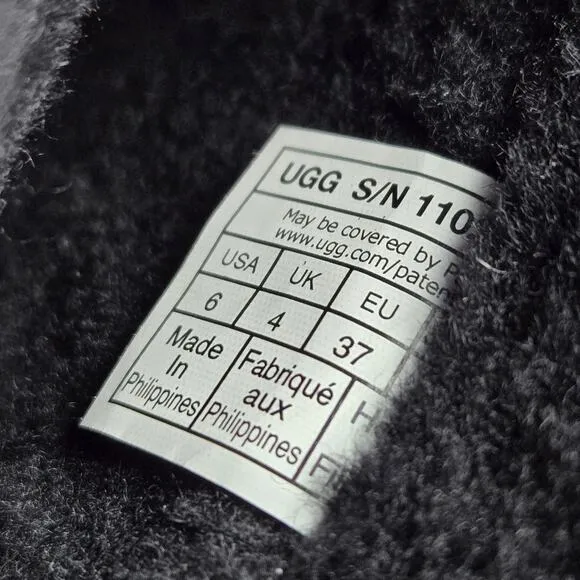 UGG S/N 110
May be covered by
www.ugg.com/paten
USA UK EU
6 4 37
Made
In
Philippines
Fabriqué
aux
Philippines